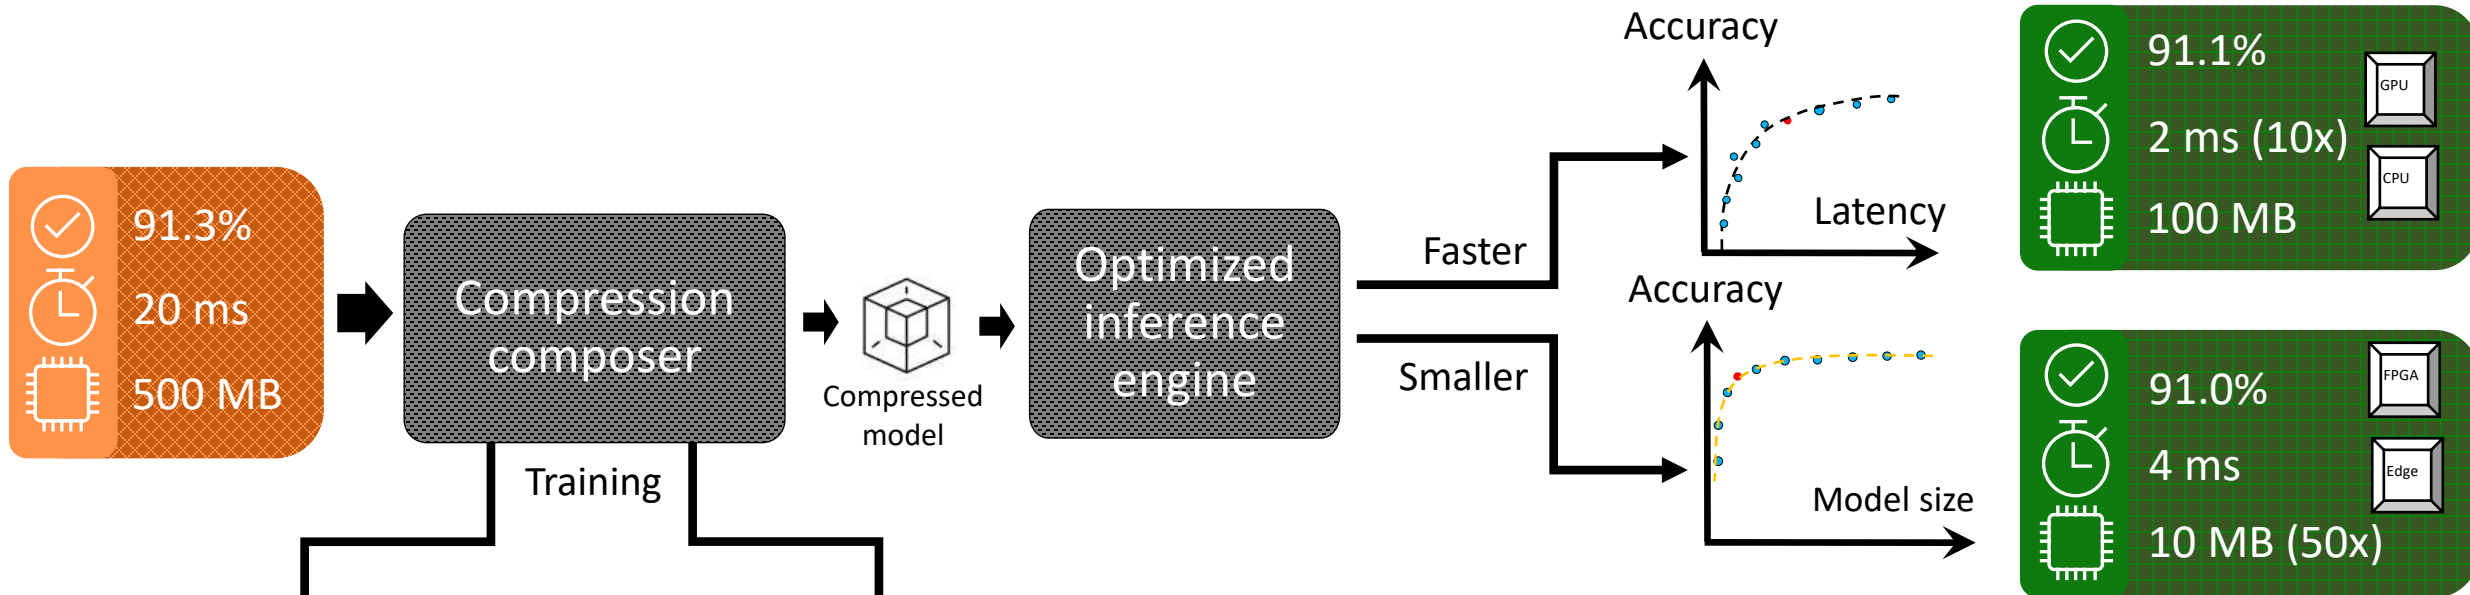 91.3%
20 ms
500 MB
Compression
composer
Training
Compressed
model
Optimized
inference
engine
Faster
Smaller
Accuracy
Latency
Accuracy
Model size
91.1%
2 ms (10x)
100 MB
GPU
CPU
91.0%
4 ms
10 MB (50x)
FPGA
Edge